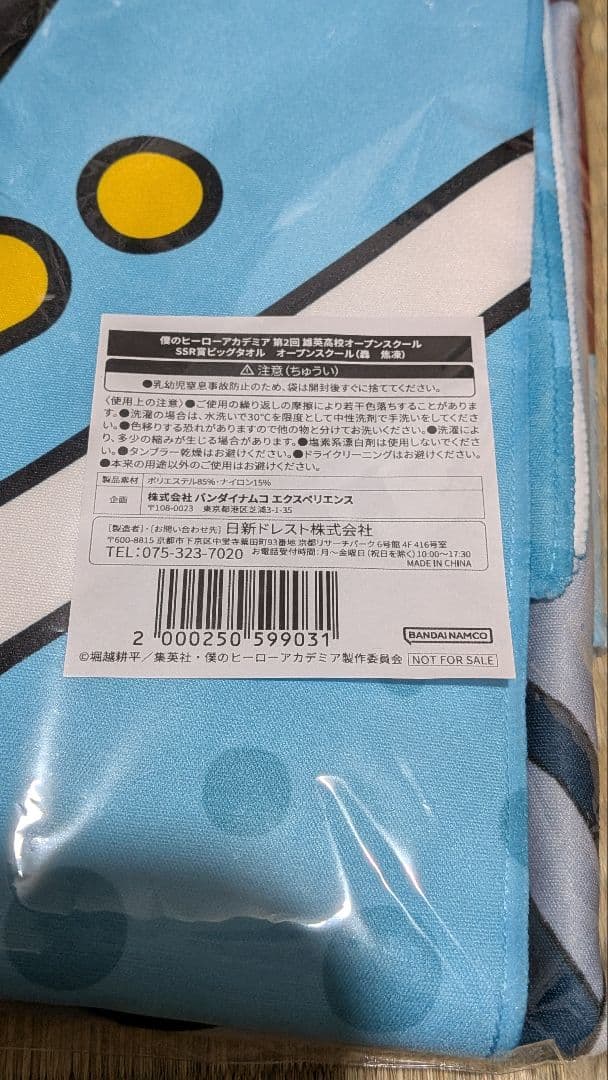 僕のヒーローアカデミア 第2回 雄英高校オープンスクール
SSR賞ビッグタオル オープンスクール(轟 焦凍)
⚠ 注意(ちゅうい)
●乳幼児窒息事故防止のため、袋は開封後すぐに捨ててください。
〈使用上の注意〉●ご使用の繰り返しの摩擦により若干色落ちすることがありま
す。●洗濯の場合は、水洗いで30℃を限度として中性洗剤で手洗いをしてくださ
い。●色移りする恐れがありますので他の物と分けてお洗いください。●洗濯によ
り、多少の縮みが生じる場合があります。●塩素系漂白剤は使用しないでくださ
い。●タンブラー乾燥はお避けください。●ドライクリーニングはお避けください。
●本来の用途以外のご使用はお避けください。
製品素材 ポリエステル85%・ナイロン15%
企画 株式会社 バンダイナムコ エクスペリエンス
〒108-0023 東京都港区芝浦3-1-35
[製造者]・[お問い合わせ先] 日新ドレスト株式会社
〒600-8815 京都市下京区中堂寺粟田町93番地 京都リサーチパーク6号館 4F 416号室
TEL:075-323-7020 お電話受付時間:月~金曜日(祝日を除く)10:00~17:30
MADE IN CHINA
2 000250 599031
BANDAI NAMCO
©堀越耕平/集英社・僕のヒーローアカデミア製作委員会 NOT FOR SALE